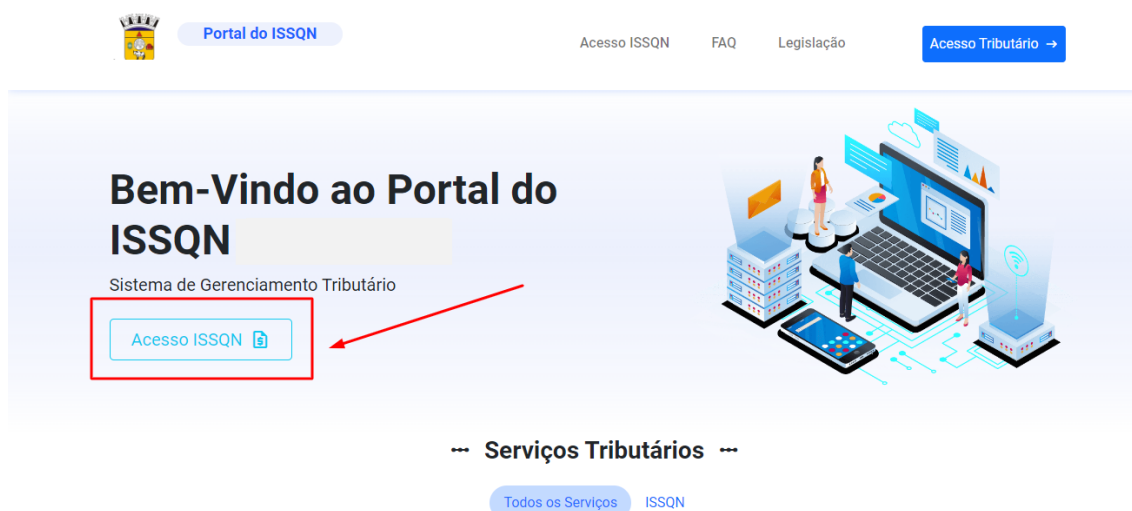 Portal do ISSQN
Acesso ISSQN
FAQ
Legislação
Acesso Tributário →
Bem-Vindo ao Portal do
ISSQN
Sistema de Gerenciamento Tributário
Acesso ISSQN
Serviços Tributários
Todos os Serviços
ISSQN